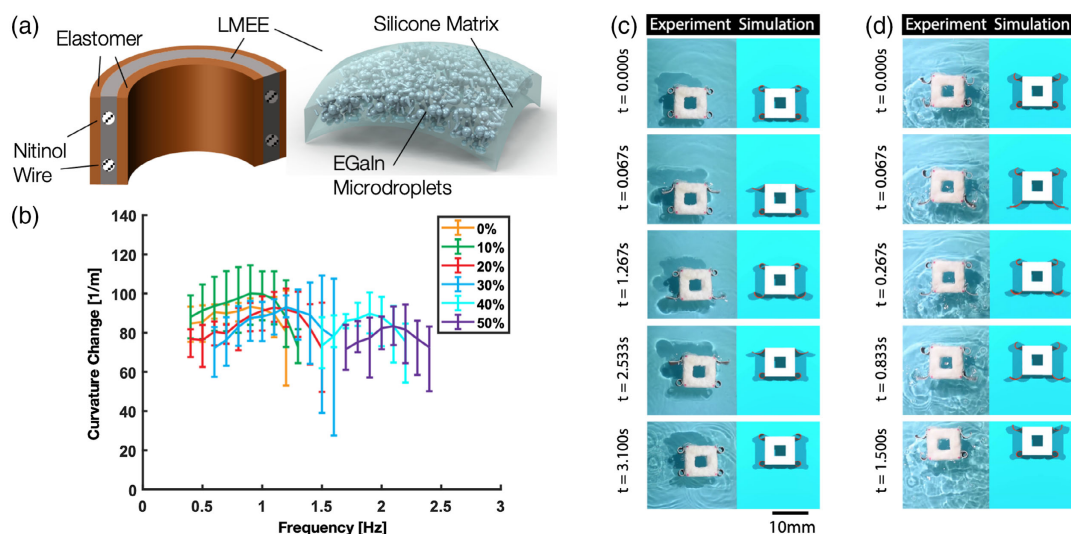 (a)
Elastomer
LMEE
Silicone Matrix
Nitinol
Wire
EGaIn
Microdroplets
(b)
140
120
100
80
60
40
20
0
0
0.5
1
1.5
2
2.5
3
Curvature Change [1/m]
Frequency [Hz]
0%
10%
20%
30%
40%
50%
(c)
Experiment Simulation
t = 0.000s
t = 0.067s
t = 1.267s
t = 2.533s
t = 3.100s
10mm
(d)
Experiment Simulation
t = 0.000s
t = 0.067s
t = 0.267s
t = 0.833s
t = 1.500s